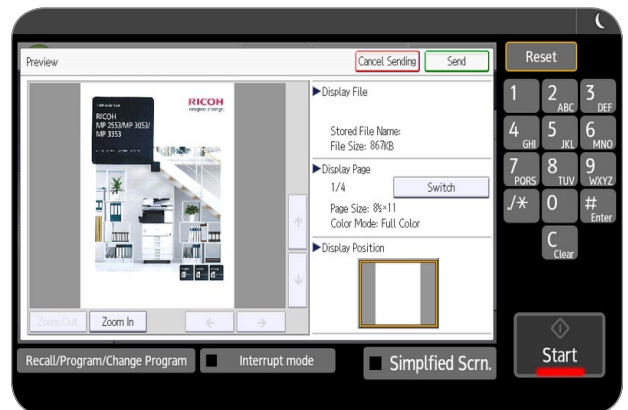 Preview
Cancel Sending
Send
RICOH
imagine. change.
RICOH
MP 2553/MP 3053/
MP 3353
Display File
Stored File Name:
File Size: 867KB
Display Page
1/4
Switch
Page Size: 8½×11
Color Mode: Full Color
Display Position
Zoom Out
Zoom In
Reset
1
2 ABC
3 DEF
4 GHI
5 JKL
6 MNO
7 PQRS
8 TUV
9 WXYZ
./*
0
# Enter
C Clear
Start
Recall/Program/Change Program
Interrupt mode
Simplfied Scrn.